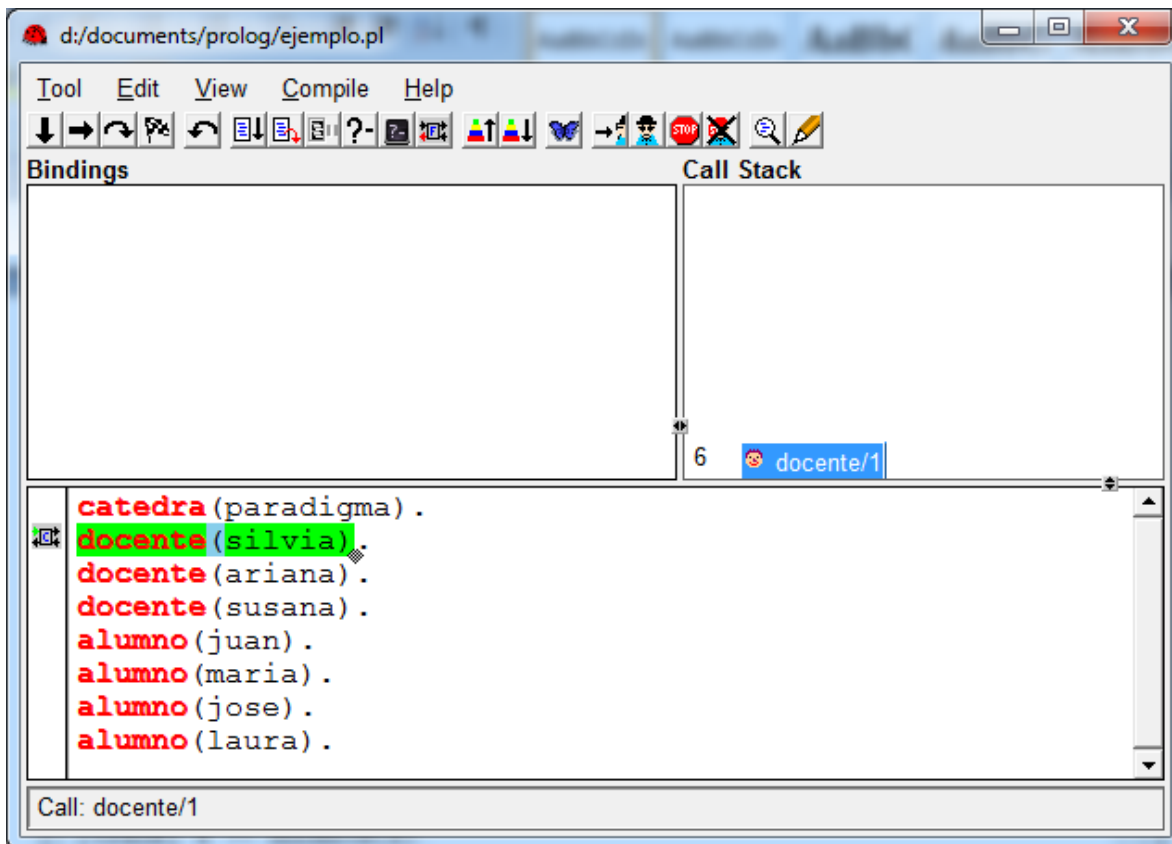 d:/documents/prolog/ejemplo.pl
Tool Edit View Compile Help
?- STOP
Bindings Call Stack
6 docente/1
catedra(paradigma).
docente(silvia).
docente(ariana).
docente(susana).
alumno(juan).
alumno(maria).
alumno(jose).
alumno(laura).
Call: docente/1